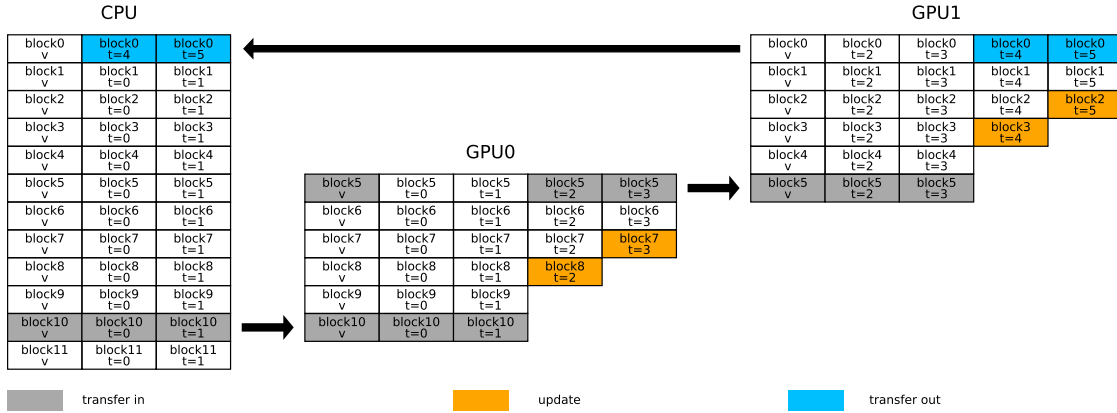 CPU
block0 block0 block0
v t=4 t=5
block1 block1 block1
v t=0 t=1
block2 block2 block2
v t=0 t=1
block3 block3 block3
v t=0 t=1
block4 block4 block4
v t=0 t=1
block5 block5 block5
v t=0 t=1
block6 block6 block6
v t=0 t=1
block7 block7 block7
v t=0 t=1
block8 block8 block8
v t=0 t=1
block9 block9 block9
v t=0 t=1
block10 block10 block10
v t=0 t=1
block11 block11 block11
v t=0 t=1
GPU0
block5 block5 block5 block5 block5
v t=0 t=1 t=2 t=3
block6 block6 block6 block6 block6
v t=0 t=1 t=2 t=3
block7 block7 block7 block7 block7
v t=0 t=1 t=2 t=3
block8 block8 block8 block8
v t=0 t=1 t=2
block9 block9 block9
v t=0 t=1
block10 block10 block10
v t=0 t=1
GPU1
block0 block0 block0 block0 block0
v t=2 t=3 t=4 t=5
block1 block1 block1 block1 block1
v t=2 t=3 t=4 t=5
block2 block2 block2 block2 block2
v t=2 t=3 t=4 t=5
block3 block3 block3 block3
v t=2 t=3 t=4
block4 block4 block4
v t=2 t=3
block5 block5 block5
v t=2 t=3
transfer in
update
transfer out